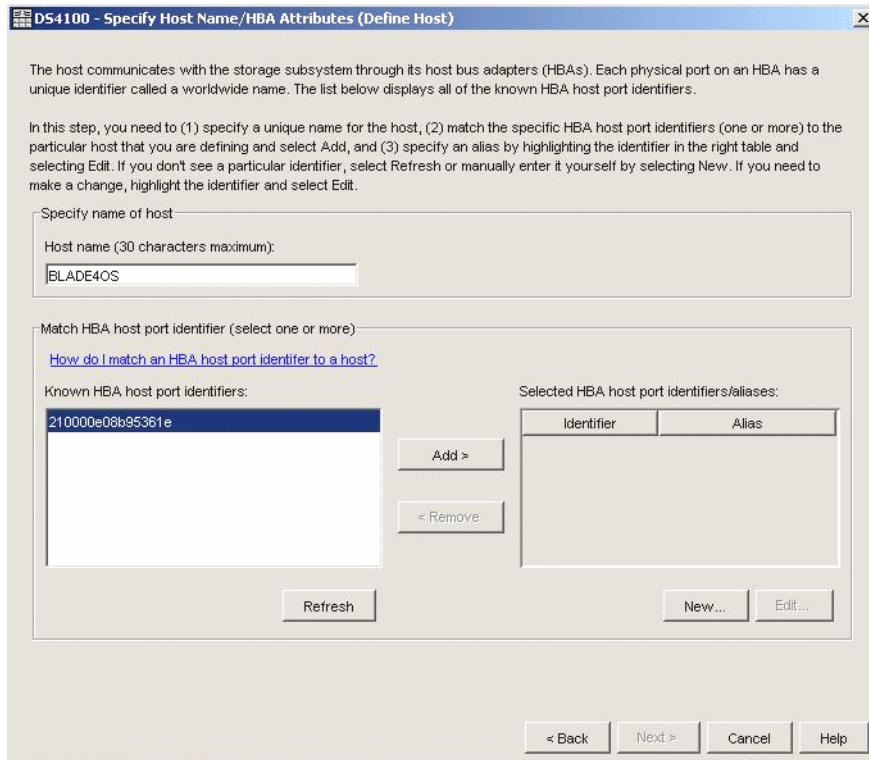 DS4100 - Specify Host Name/HBA Attributes (Define Host)
The host communicates with the storage subsystem through its host bus adapters (HBAs). Each physical port on an HBA has a
unique identifier called a worldwide name. The list below displays all of the known HBA host port identifiers.
In this step, you need to (1) specify a unique name for the host, (2) match the specific HBA host port identifiers (one or more) to the
particular host that you are defining and select Add, and (3) specify an alias by highlighting the identifier in the right table and
selecting Edit. If you don't see a particular identifier, select Refresh or manually enter it yourself by selecting New. If you need to
make a change, highlight the identifier and select Edit.
Specify name of host
Host name (30 characters maximum):
BLADE4OS
Match HBA host port identifier (select one or more)
How do I match an HBA host port identifer to a host?
Known HBA host port identifiers:
210000e08b95361e
Add >
< Remove
Refresh
Selected HBA host port identifiers/aliases:
Identifier Alias
New... Edit...
< Back Next > Cancel Help